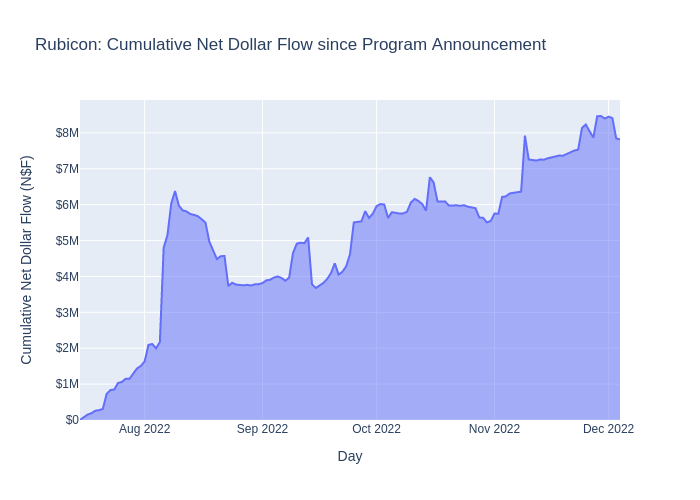 Rubicon: Cumulative Net Dollar Flow since Program Announcement
Cumulative Net Dollar Flow (N$F)
$8M
$7M
$6M
$5M
$4M
$3M
$2M
$1M
$0
Aug 2022 Sep 2022 Oct 2022 Nov 2022 Dec 2022
Day